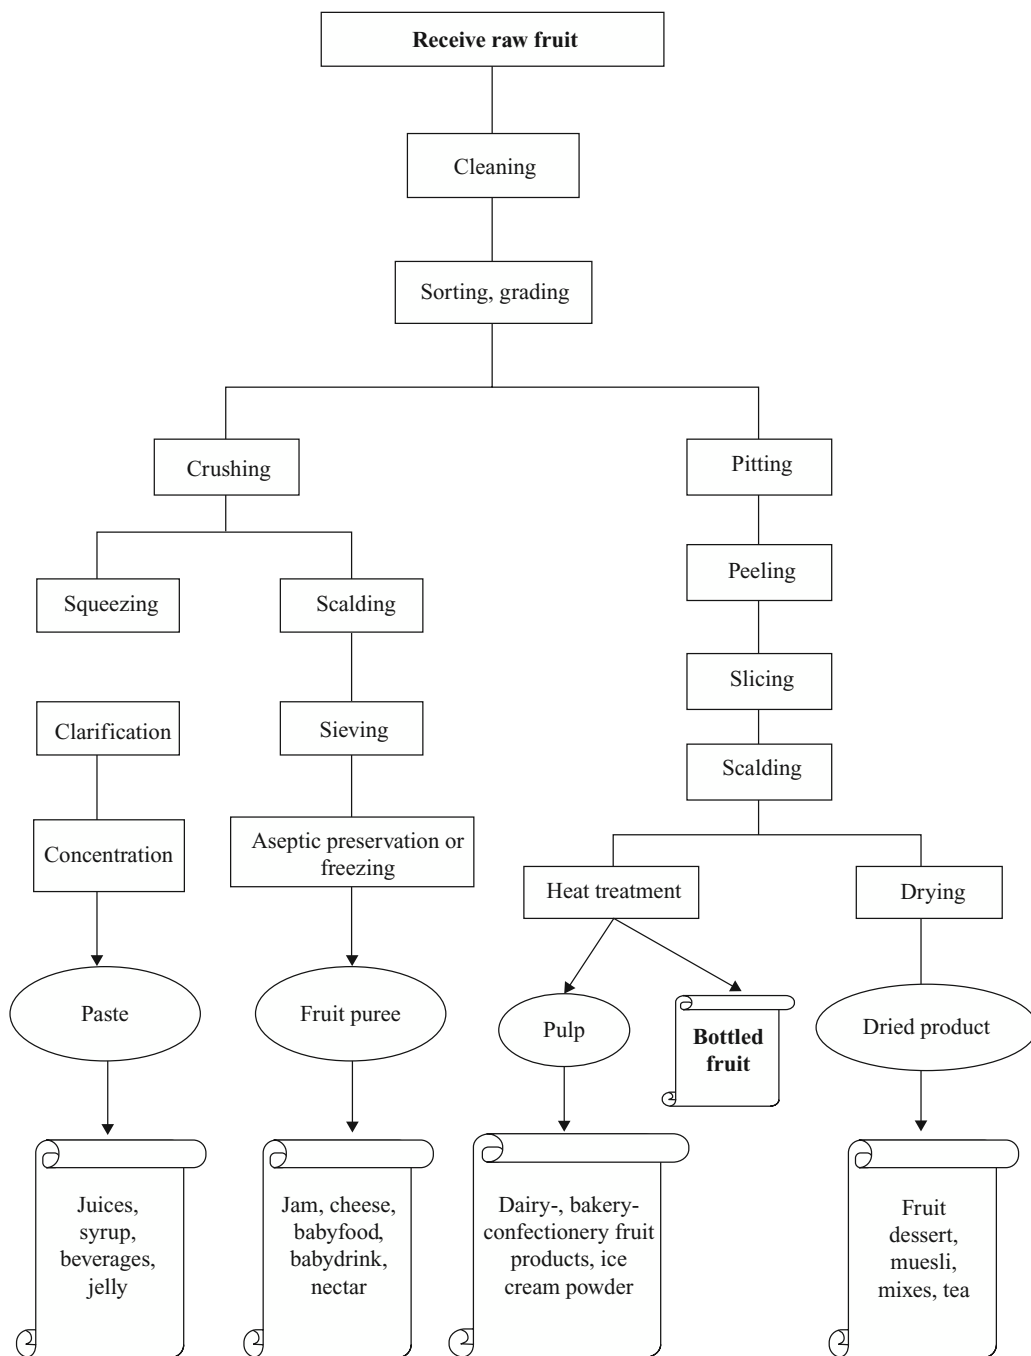 Receive raw fruit
Cleaning
Sorting, grading
Crushing
Pitting
Squeezing
Scalding
Peeling
Slicing
Clarification
Sieving
Scalding
Concentration
Aseptic preservation or
freezing
Heat treatment
Drying
Paste
Fruit puree
Pulp
Bottled
fruit
Dried product
Juices,
syrup,
beverages,
jelly
Jam, cheese,
babyfood,
babydrink,
nectar
Dairy-, bakery-
confectionery fruit
products, ice
cream powder
Fruit
dessert,
muesli,
mixes, tea